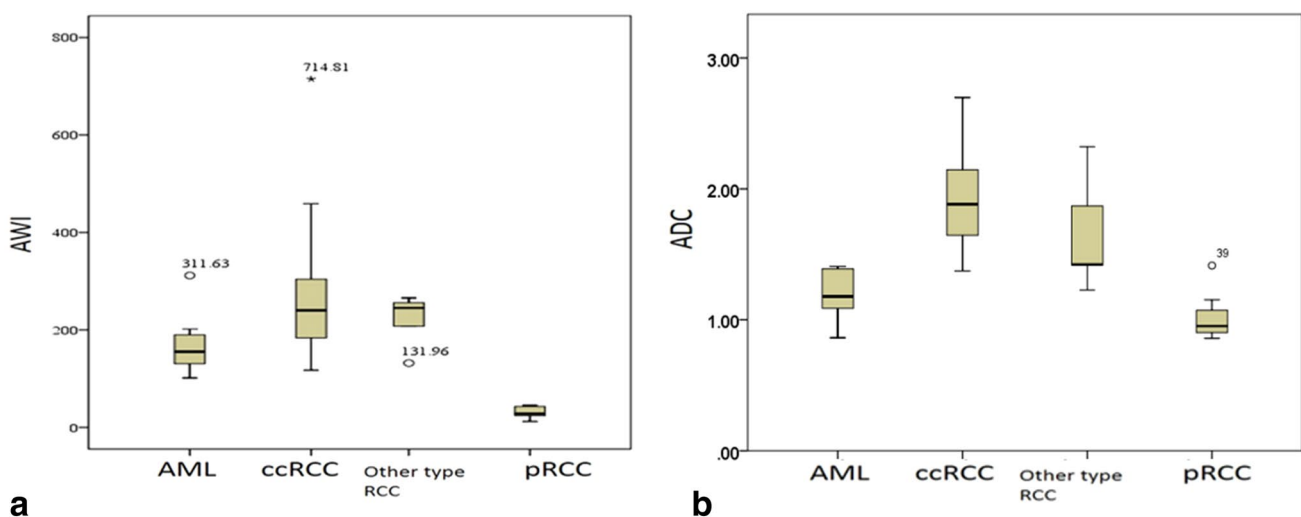 800
714.81
600
AWI
400
311.63
200
131.96
0
AML ccRCC Other type
RCC pRCC
a
3.00
2.00
ADC
39
1.00
.00
AML ccRCC Other type
RCC pRCC
b